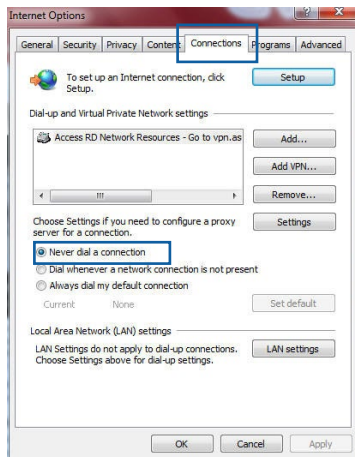 Internet Options
General Security Privacy Content Connections Programs Advanced
To set up an Internet connection, click
Setup.
Setup
Dial-up and Virtual Private Network settings
Access RD Network Resources - Go to vpn.as
Add...
Add VPN...
Remove...
Choose Settings if you need to configure a proxy
server for a connection.
Settings
Never dial a connection
Dial whenever a network connection is not present
Always dial my default connection
Current None
Set default
Local Area Network (LAN) settings
LAN Settings do not apply to dial-up connections.
Choose Settings above for dial-up settings.
LAN settings
OK Cancel Apply